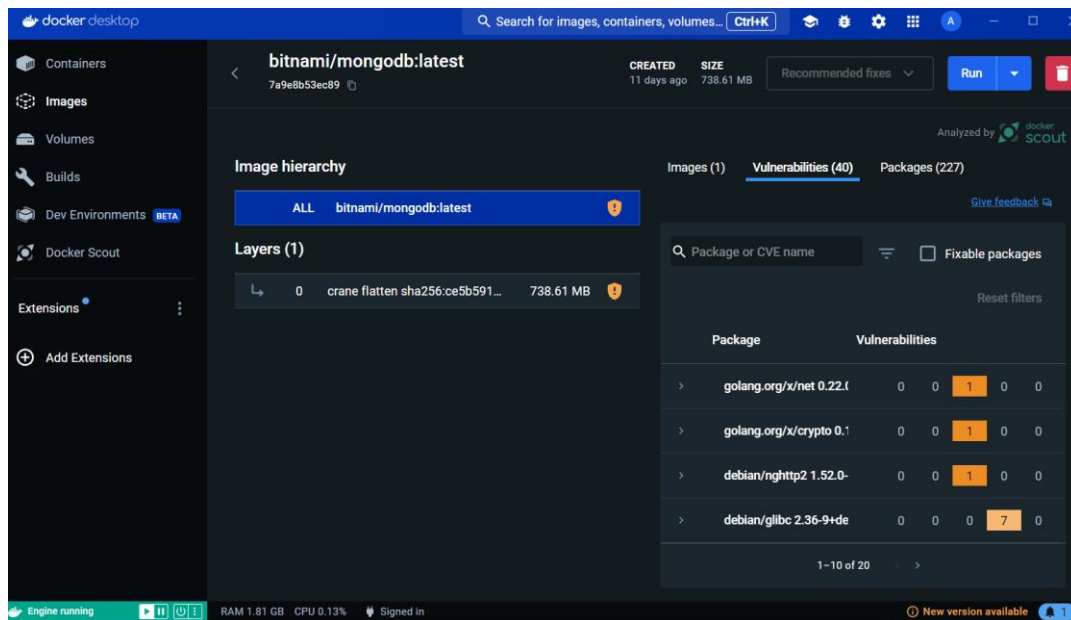 docker desktop
Search for images, containers, volumes... Ctrl+K
A
Containers
Images
Volumes
Builds
Dev Environments BETA
Docker Scout
Extensions
Add Extensions
bitnami/mongodb:latest
7a9e8b53ec89
CREATED SIZE
11 days ago 738.61 MB
Recommended fixes
Run
Analyzed by docker scout
Image hierarchy
ALL bitnami/mongodb:latest
Layers (1)
0 crane flatten sha256:ce5b591... 738.61 MB
Images (1) Vulnerabilities (40) Packages (227)
Give feedback
Package or CVE name
Fixable packages
Reset filters
Package Vulnerabilities
golang.org/x/net 0.22.( 0 0 1 0 0
golang.org/x/crypto 0.1 0 0 1 0 0
debian/nghttp2 1.52.0- 0 0 1 0 0
debian/glibc 2.36-9+de 0 0 0 7 0
1–10 of 20
Engine running
RAM 1.81 GB CPU 0.13% Signed in
New version available 1